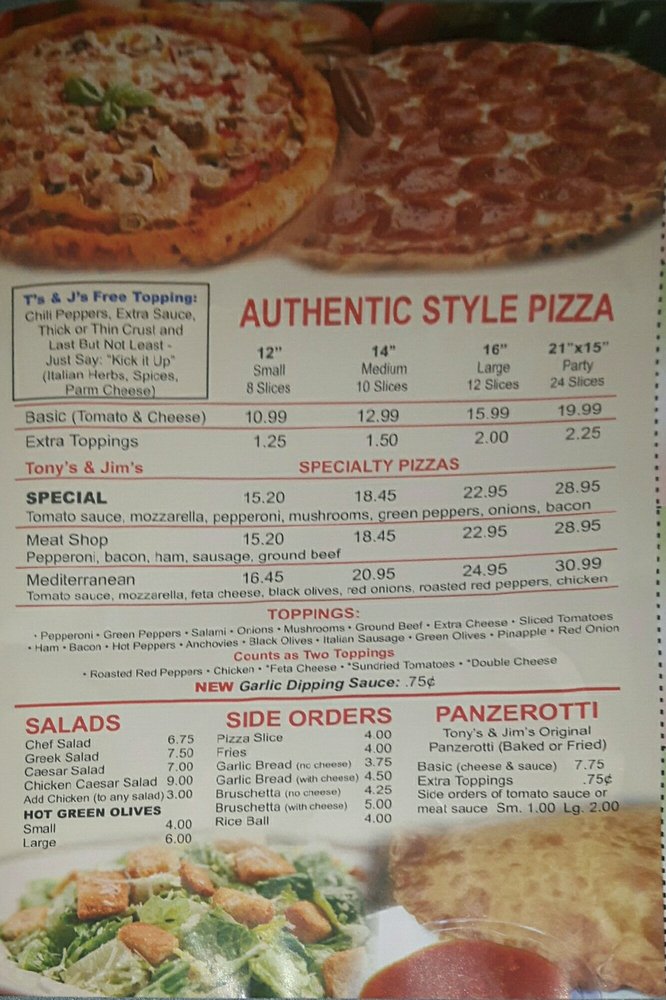 T's & J's Free Topping:
Chili Peppers, Extra Sauce,
Thick or Thin Crust and
Last But Not Least -
Just Say: "Kick it Up"
(Italian Herbs, Spices,
Parm Cheese)
AUTHENTIC STYLE PIZZA
12" 14" 16" 21"x15"
Small Medium Large Party
8 Slices 10 Slices 12 Slices 24 Slices
Basic (Tomato & Cheese) 10.99 12.99 15.99 19.99
Extra Toppings 1.25 1.50 2.00 2.25
Tony's & Jim's SPECIALTY PIZZAS
SPECIAL 15.20 18.45 22.95 28.95
Tomato sauce, mozzarella, pepperoni, mushrooms, green peppers, onions, bacon
Meat Shop 15.20 18.45 22.95 28.95
Pepperoni, bacon, ham, sausage, ground beef
Mediterranean 16.45 20.95 24.95 30.99
Tomato sauce, mozzarella, feta cheese, black olives, red onions, roasted red peppers, chicken
TOPPINGS:
• Pepperoni • Green Peppers • Salami • Onions • Mushrooms • Ground Beef • Extra Cheese • Sliced Tomatoes
• Ham • Bacon • Hot Peppers • Anchovies • Black Olives • Italian Sausage • Green Olives • Pinapple • Red Onion
Counts as Two Toppings
• Roasted Red Peppers • Chicken • *Feta Cheese • *Sundried Tomatoes • *Double Cheese
NEW Garlic Dipping Sauce: .75¢
SALADS
Chef Salad 6.75
Greek Salad 7.50
Caesar Salad 7.00
Chicken Caesar Salad 9.00
Add Chicken (to any salad) 3.00
HOT GREEN OLIVES
Small 4.00
Large 6.00
SIDE ORDERS
Pizza Slice 4.00
Fries 4.00
Garlic Bread (no cheese) 3.75
Garlic Bread (with cheese) 4.50
Bruschetta (no cheese) 4.25
Bruschetta (with cheese) 5.00
Rice Ball 4.00
PANZEROTTI
Tony's & Jim's Original
Panzerotti (Baked or Fried)
Basic (cheese & sauce) 7.75
Extra Toppings .75¢
Side orders of tomato sauce or
meat sauce Sm. 1.00 Lg. 2.00